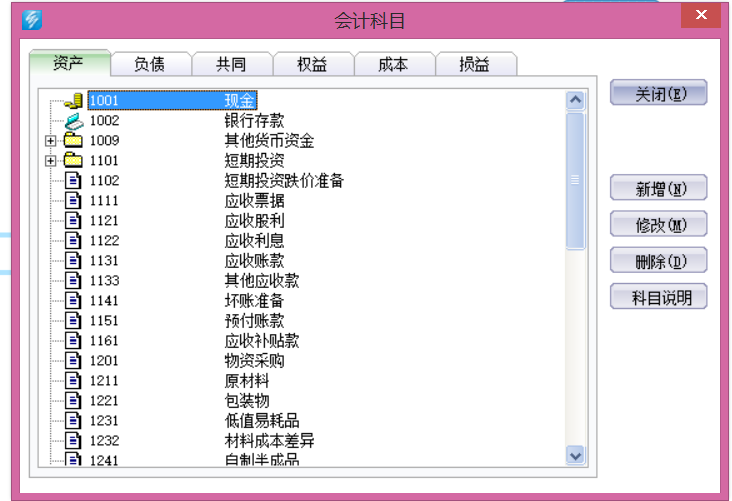 会计科目
资产 负债 共同 权益 成本 损益
1001 现金
1002 银行存款
1009 其他货币资金
1101 短期投资
1102 短期投资跌价准备
1111 应收票据
1121 应收股利
1122 应收利息
1131 应收账款
1133 其他应收款
1141 坏账准备
1151 预付账款
1161 应收补贴款
1201 物资采购
1211 原材料
1221 包装物
1231 低值易耗品
1232 材料成本差异
1241 自制半成品
关闭(E)
新增(N)
修改(M)
删除(D)
科目说明